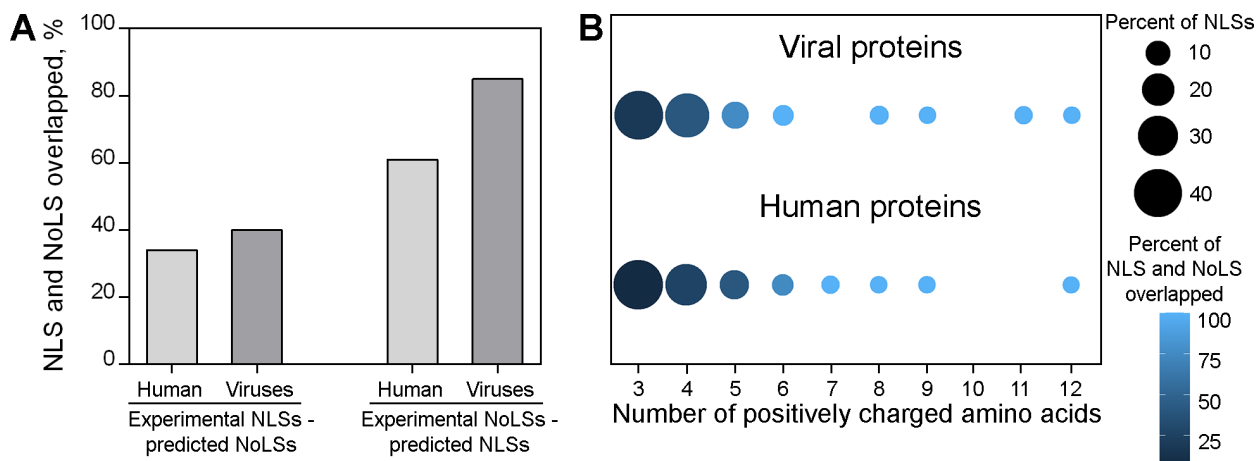 A
NLS and NoLS overlapped, %
100
80
60
40
20
0
Human
Viruses
Human
Viruses
Experimental NLSs -
predicted NoLSs
Experimental NoLSs -
predicted NLSs
B
Viral proteins
Human proteins
3 4 5 6 7 8 9 10 11 12
Number of positively charged amino acids
Percent of NLSs
10
20
30
40
Percent of
NLS and NoLS
overlapped
100
75
50
25